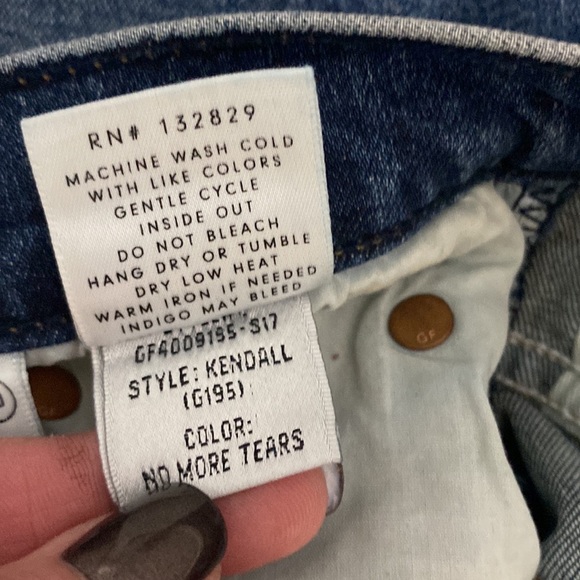 RN# 132829
MACHINE WASH COLD
WITH LIKE COLORS
GENTLE CYCLE
INSIDE OUT
DO NOT BLEACH
HANG DRY OR TUMBLE
DRY LOW HEAT
WARM IRON IF NEEDED
INDIGO MAY BLEED
GF4009195-S17
STYLE: KENDALL
(G195)
COLOR:
NO MORE TEARS
GF